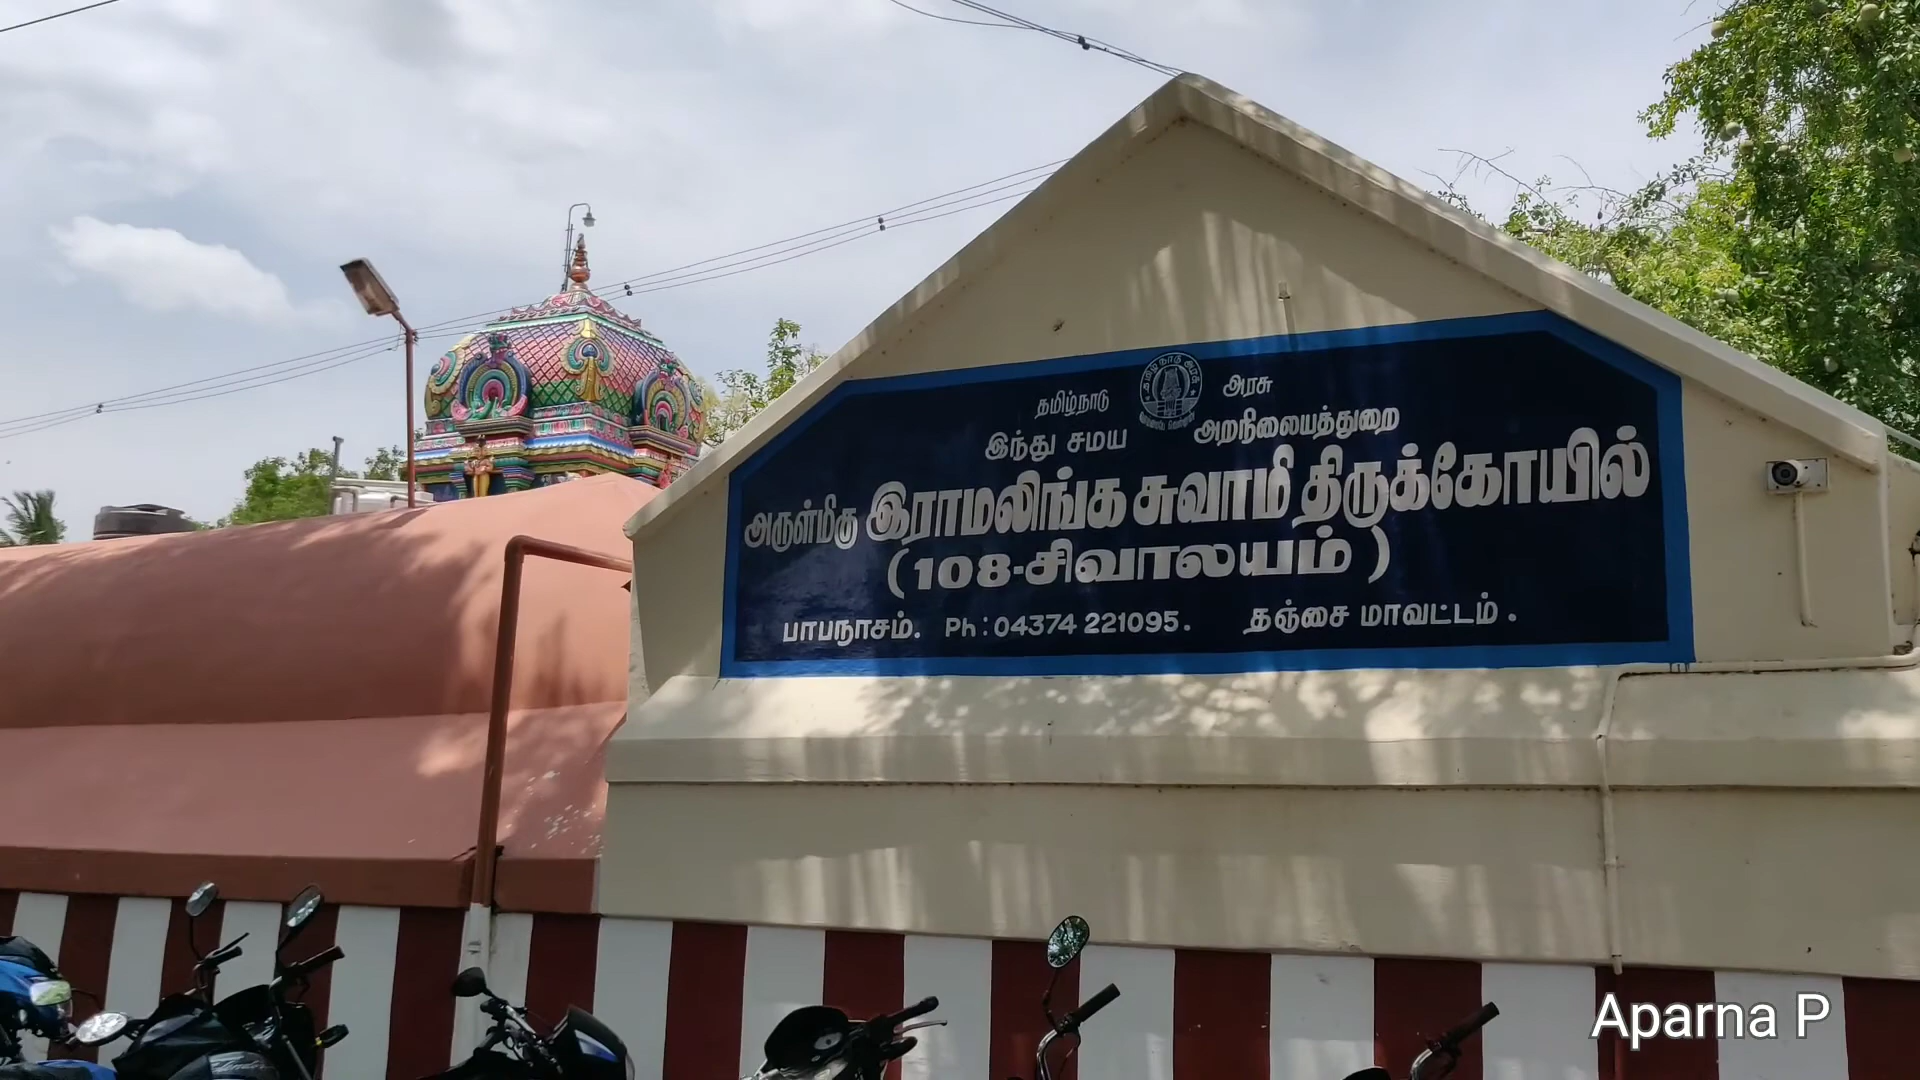 தமிழ்நாடு அரசு
இந்து சமய அறநிலையத்துறை
அருள்மிகு இராமலிங்க சுவாமி திருக்கோயில்
(108-சிவாலயம்)
பாபநாசம். Ph:04374 221095. தஞ்சை மாவட்டம்.
Aparna P